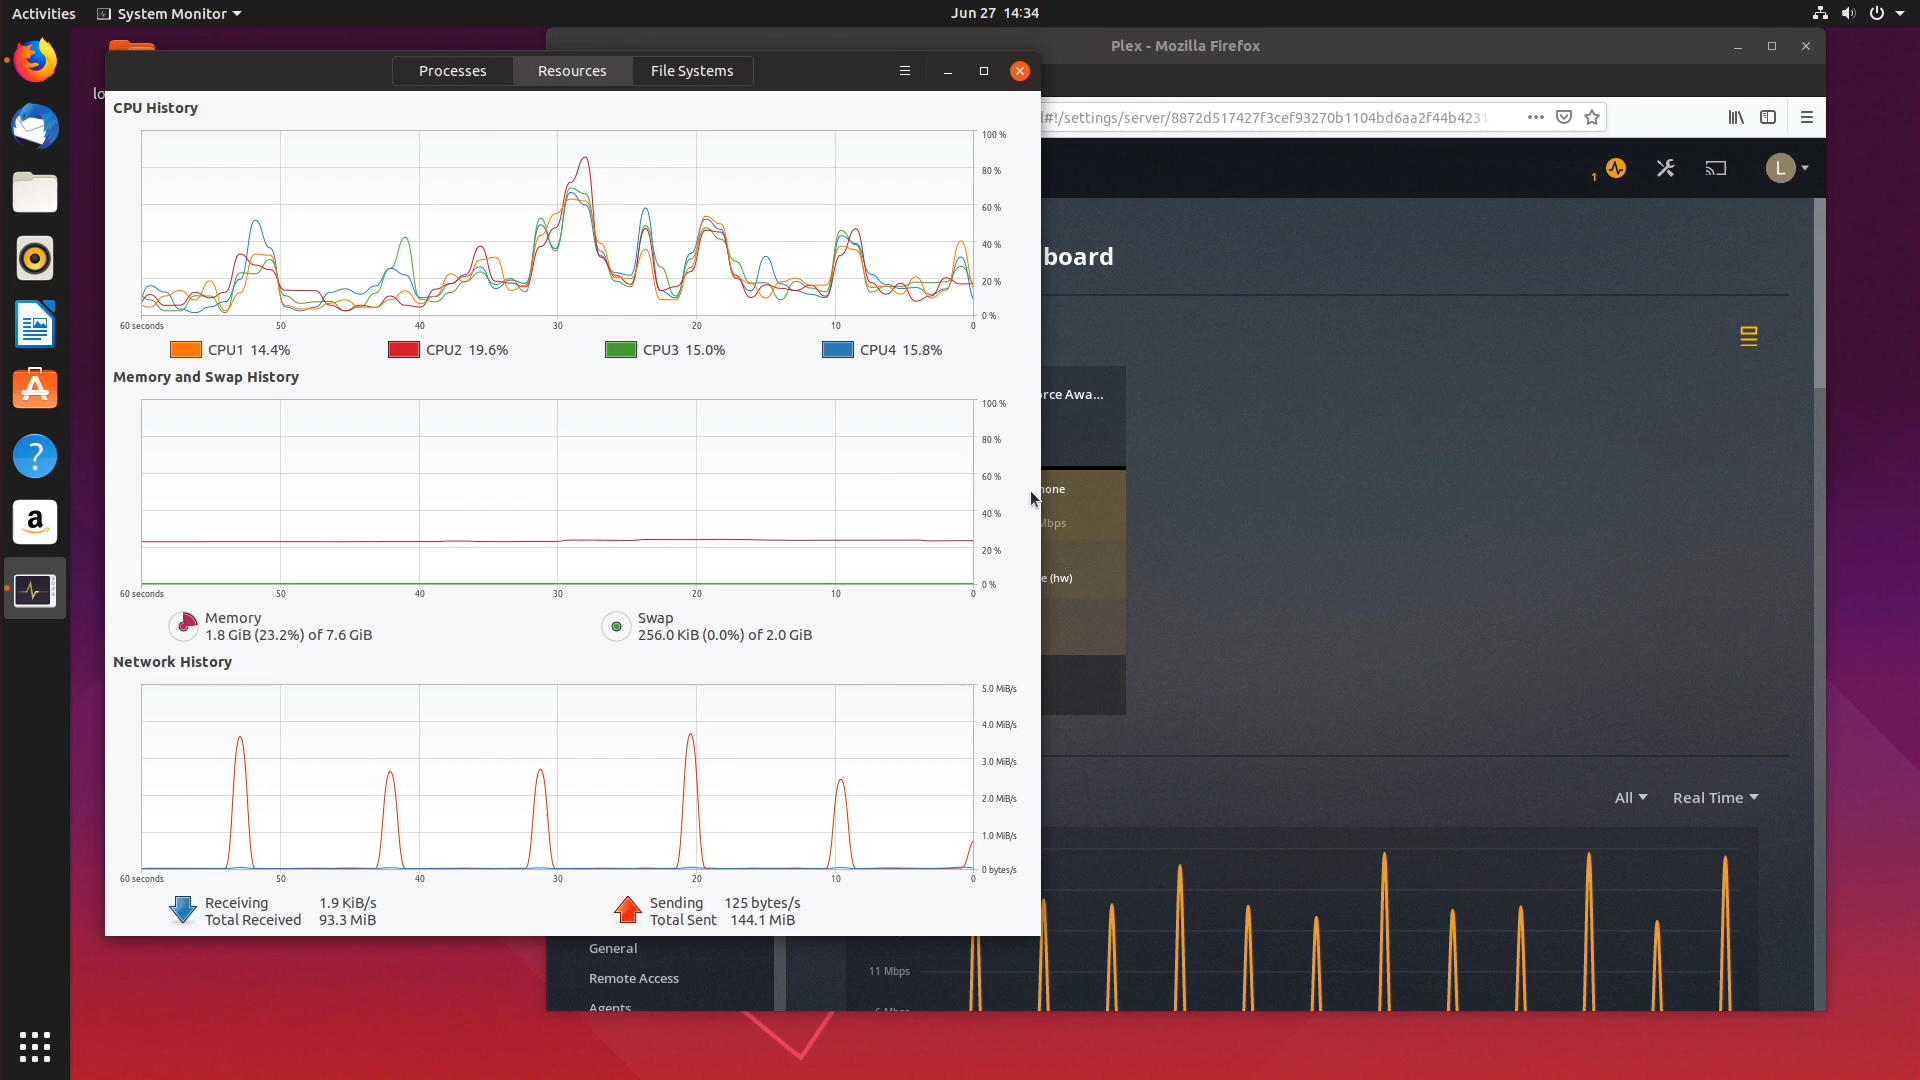 Activities
System Monitor
Jun 27 14:34
Plex - Mozilla Firefox
Processes
Resources
File Systems
CPU History
100 %
80 %
60 %
40 %
20 %
0 %
60 seconds 50 40 30 20 10 0
CPU1 14.4%
CPU2 19.6%
CPU3 15.0%
CPU4 15.8%
Memory and Swap History
100 %
80 %
60 %
40 %
20 %
0 %
60 seconds 50 40 30 20 10 0
Memory
1.8 GiB (23.2%) of 7.6 GiB
Swap
256.0 KiB (0.0%) of 2.0 GiB
Network History
5.0 MiB/s
4.0 MiB/s
3.0 MiB/s
2.0 MiB/s
1.0 MiB/s
0 bytes/s
60 seconds 50 40 30 20 10 0
Receiving 1.9 KiB/s
Total Received 93.3 MiB
Sending 125 bytes/s
Total Sent 144.1 MiB
#!/settings/server/8872d517427f3cef93270b1104bd6aa2f44b4231
1
L
board
rce Awa...
Mbps
e (hw)
All
Real Time
General
Remote Access
Agents
11 Mbps
a
?